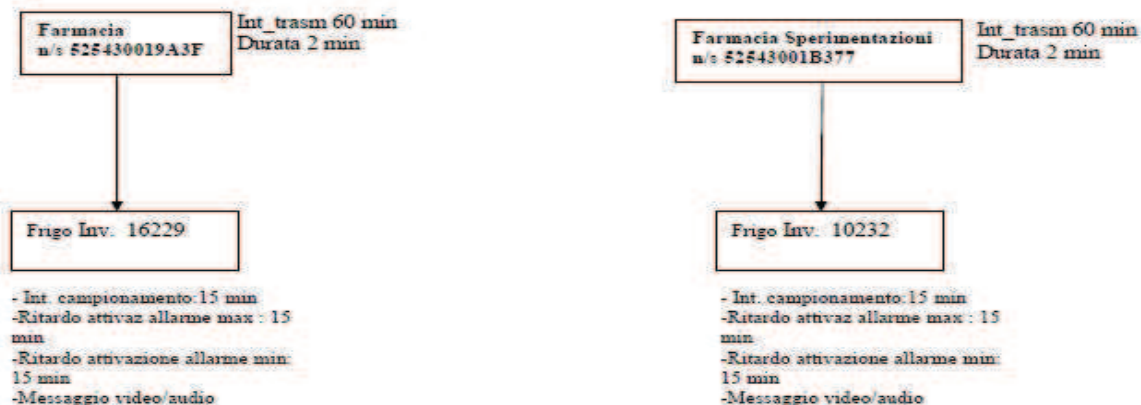 Farmacia
n/s 525430019A3F
Int_trasm 60 min
Durata 2 min
Frigo Inv. 16229
- Int. campionamento:15 min
-Ritardo attivaz allarme max : 15
min
-Ritardo attivazione allarme min:
15 min
-Messaggio video/audio
Farmacia Sperimentazioni
n/s 52543001B377
Int_trasm 60 min
Durata 2 min
Frigo Inv. 10232
- Int. campionamento:15 min
-Ritardo attivaz allarme max : 15
min
-Ritardo attivazione allarme min:
15 min
-Messaggio video/audio